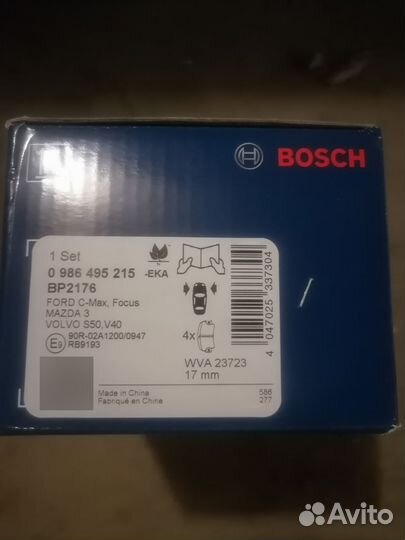 BOSCH
1 Set
0 986 495 215 -EKA
BP2176
FORD C-Max, Focus
MAZDA 3
VOLVO S50,V40
E9 90R-02A1200/0947
RB9193
4x
WVA 23723
17 mm
4 047025 337304
Made in China
Fabriqué en Chine
586
277
Avito